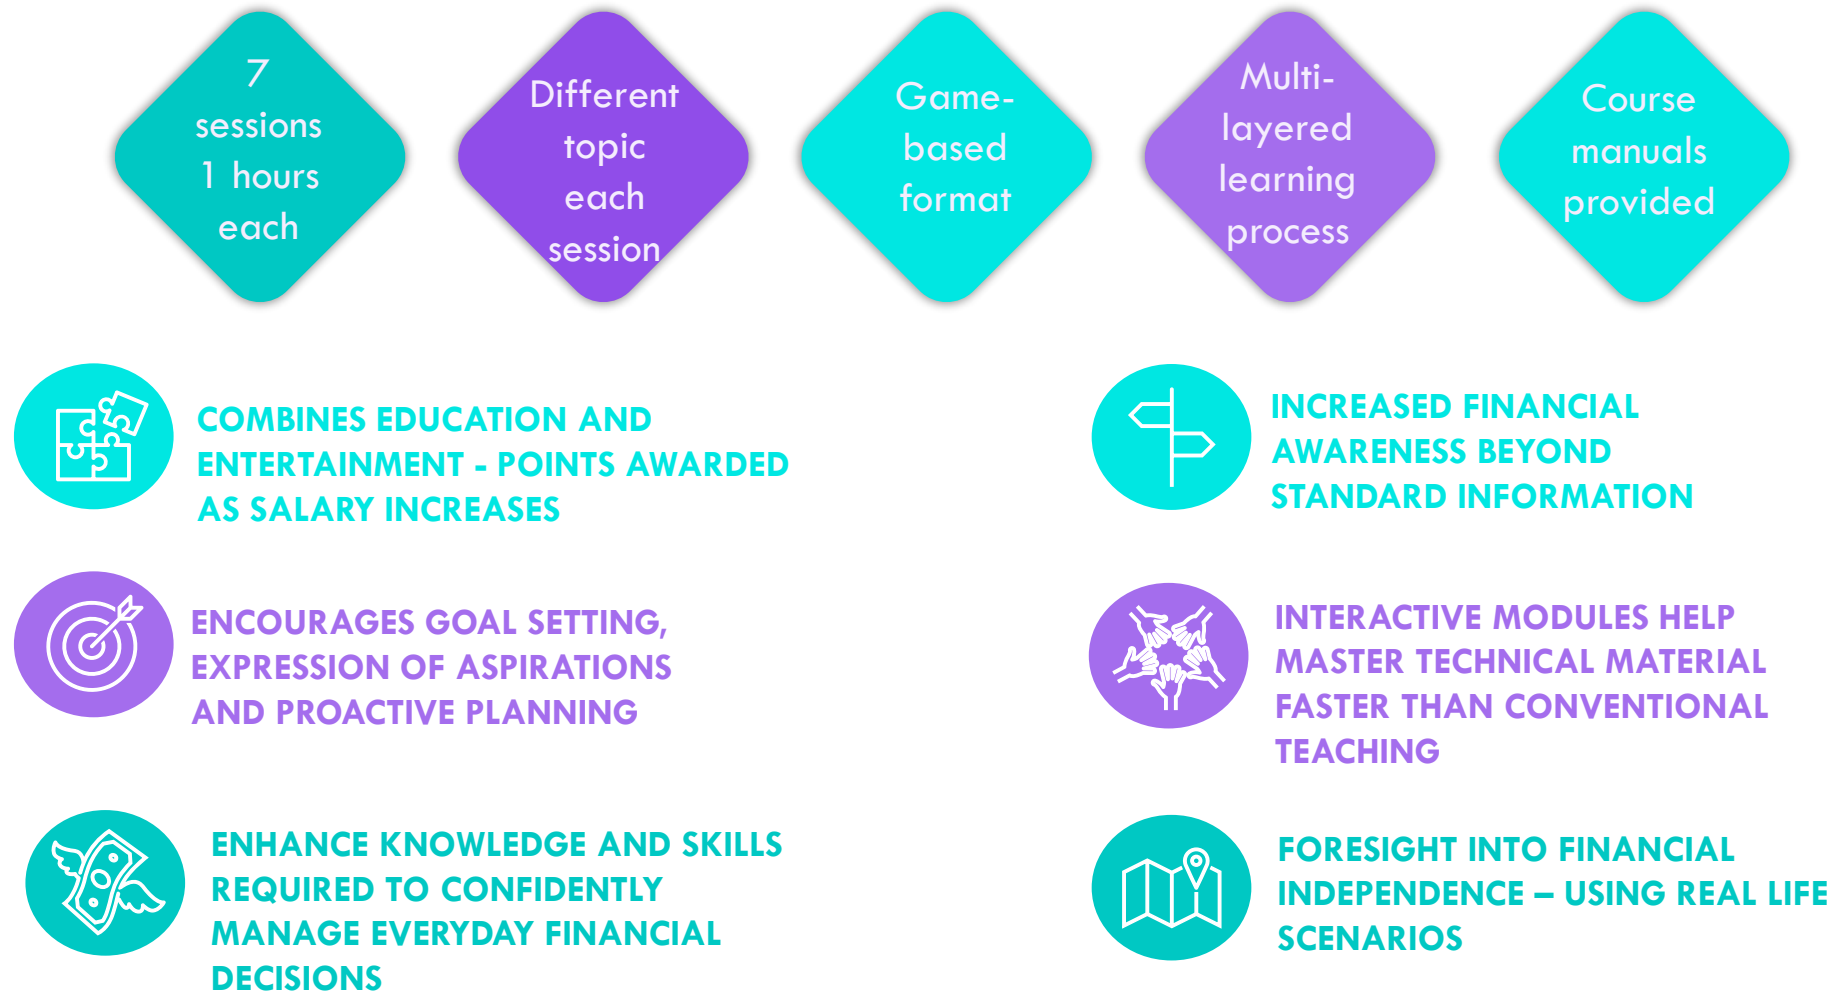 7
sessions
1 hours
each
Different
topic
each
session
Game-
based
format
Multi-
layered
learning
process
Course
manuals
provided
COMBINES EDUCATION AND
ENTERTAINMENT - POINTS AWARDED
AS SALARY INCREASES
INCREASED FINANCIAL
AWARENESS BEYOND
STANDARD INFORMATION
ENCOURAGES GOAL SETTING,
EXPRESSION OF ASPIRATIONS
AND PROACTIVE PLANNING
INTERACTIVE MODULES HELP
MASTER TECHNICAL MATERIAL
FASTER THAN CONVENTIONAL
TEACHING
ENHANCE KNOWLEDGE AND SKILLS
REQUIRED TO CONFIDENTLY
MANAGE EVERYDAY FINANCIAL
DECISIONS
FORESIGHT INTO FINANCIAL
INDEPENDENCE – USING REAL LIFE
SCENARIOS